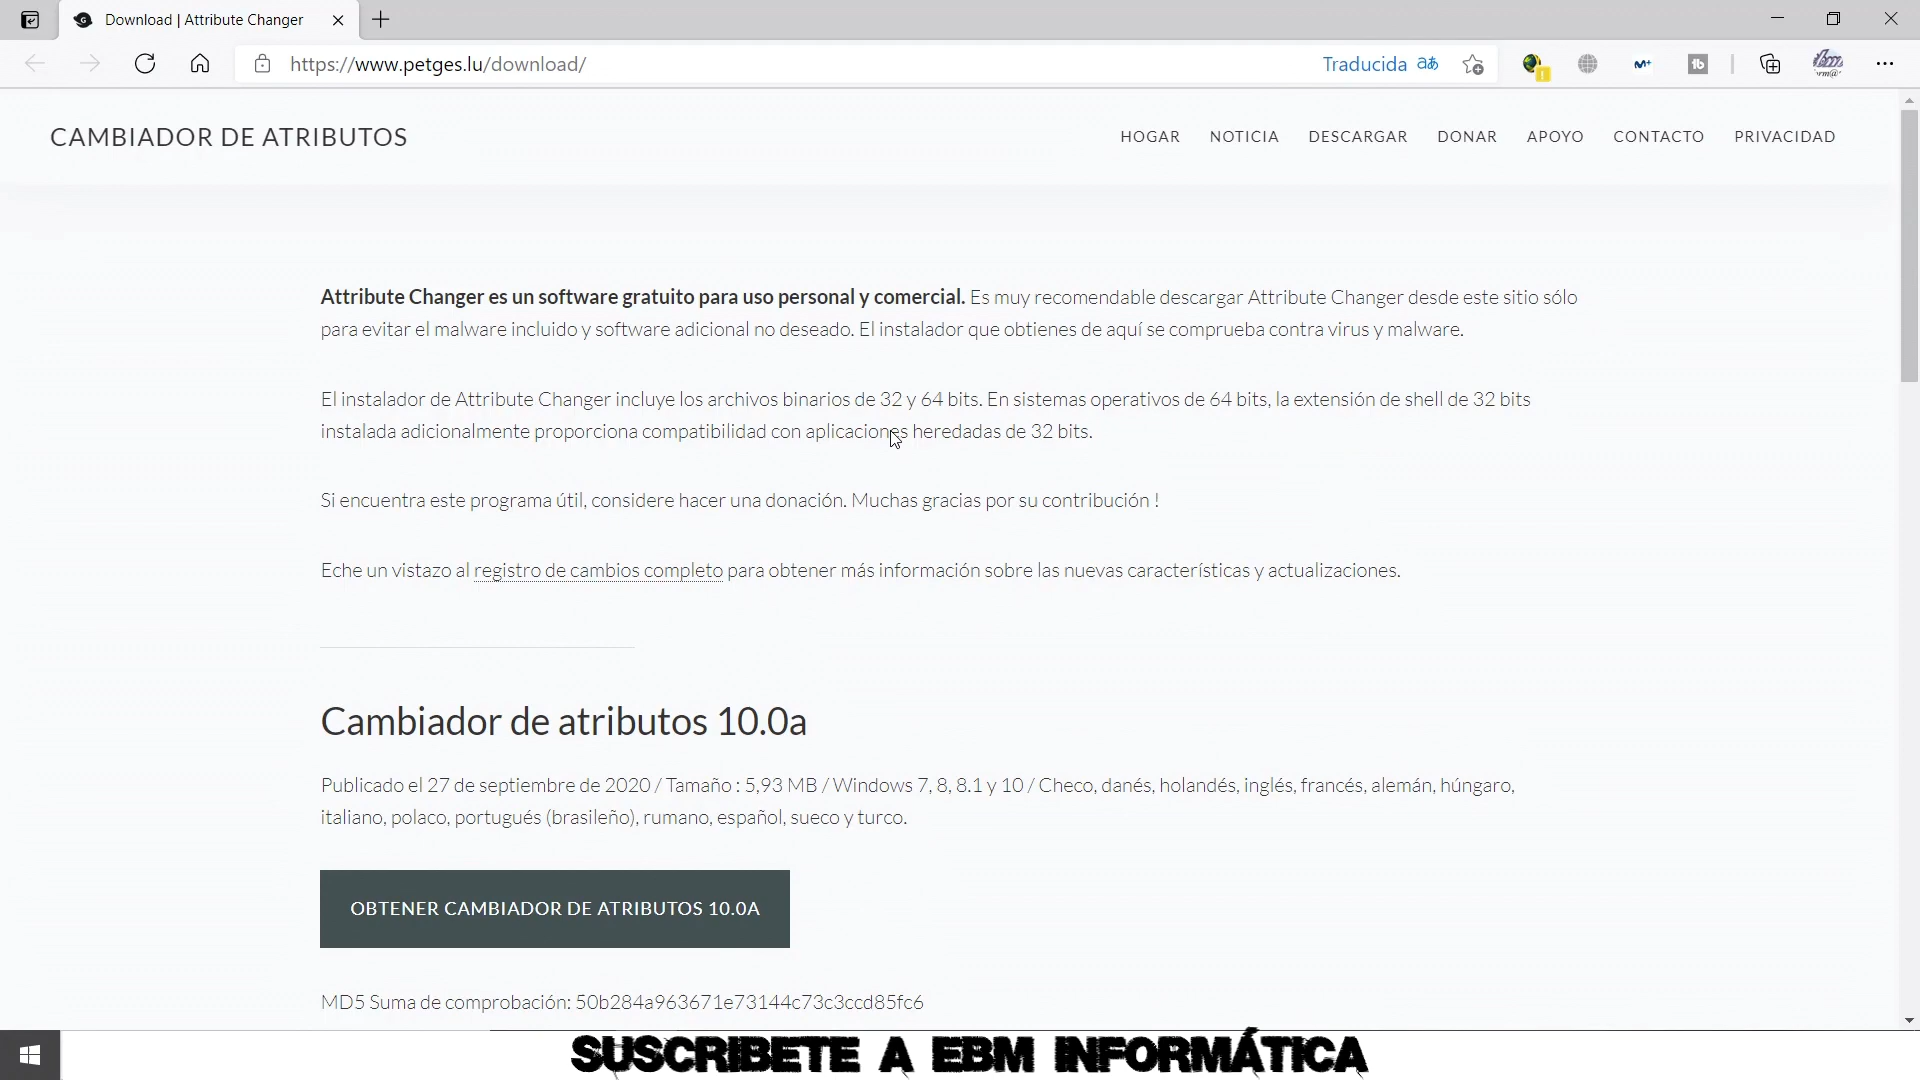 Download | Attribute Changer
https://www.petges.lu/download/
Traducida
CAMBIADOR DE ATRIBUTOS
HOGAR NOTICIA DESCARGAR DONAR APOYO CONTACTO PRIVACIDAD
Attribute Changer es un software gratuito para uso personal y comercial. Es muy recomendable descargar Attribute Changer desde este sitio sólo
para evitar el malware incluido y software adicional no deseado. El instalador que obtienes de aquí se comprueba contra virus y malware.
El instalador de Attribute Changer incluye los archivos binarios de 32 y 64 bits. En sistemas operativos de 64 bits, la extensión de shell de 32 bits
instalada adicionalmente proporciona compatibilidad con aplicaciones heredadas de 32 bits.
Si encuentra este programa útil, considere hacer una donación. Muchas gracias por su contribución !
Eche un vistazo al registro de cambios completo para obtener más información sobre las nuevas características y actualizaciones.
Cambiador de atributos 10.0a
Publicado el 27 de septiembre de 2020 / Tamaño : 5,93 MB / Windows 7, 8, 8.1 y 10 / Checo, danés, holandés, inglés, francés, alemán, húngaro,
italiano, polaco, portugués (brasileño), rumano, español, sueco y turco.
OBTENER CAMBIADOR DE ATRIBUTOS 10.0A
MD5 Suma de comprobación: 50b284a963671e73144c73c3ccd85fc6
SUSCRIBETE A EBM INFORMÁTICA